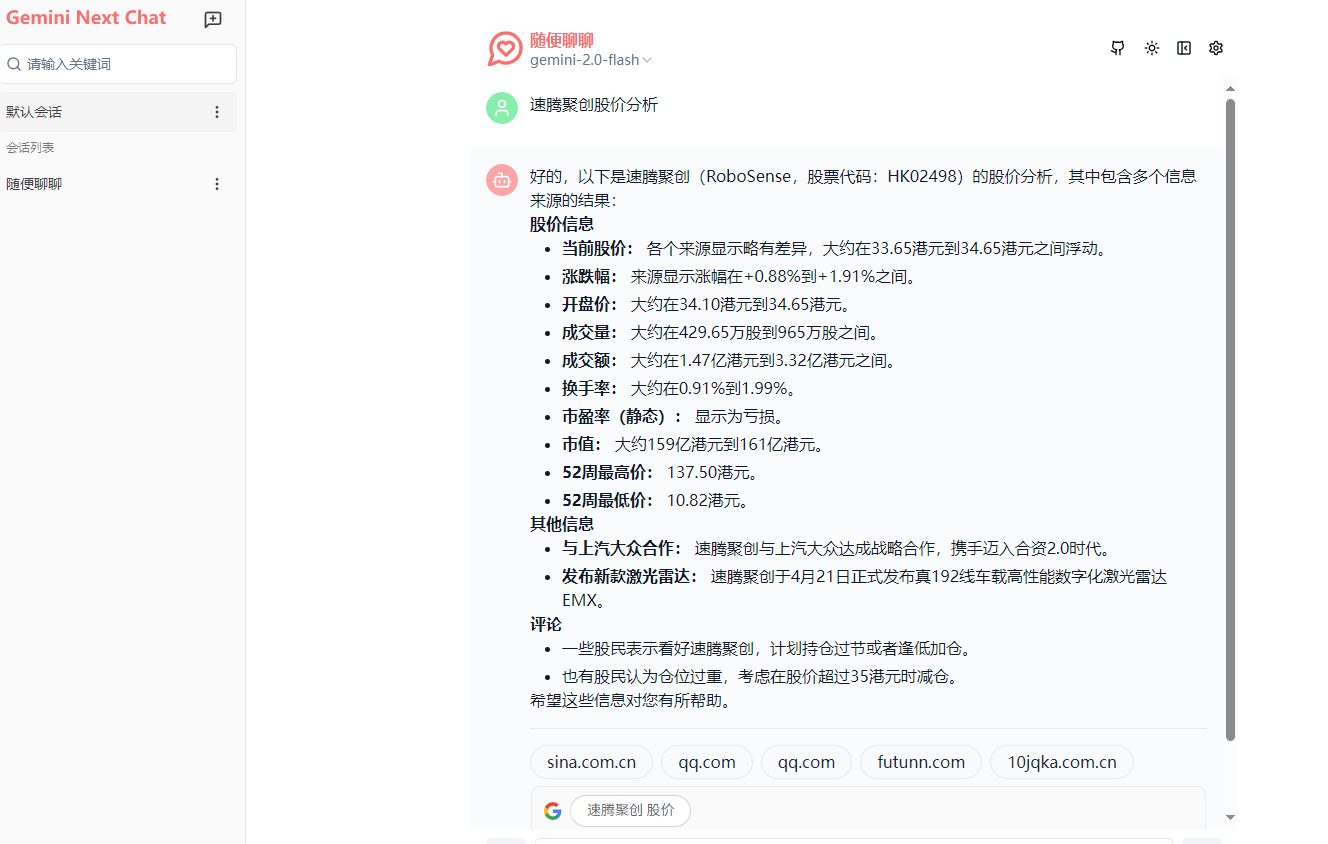 Gemini Next Chat
请输入关键词
默认会话
会话列表
随便聊聊
随便聊聊
gemini-2.0-flash
速腾聚创股价分析
好的，以下是速腾聚创（RoboSense，股票代码：HK02498）的股价分析，其中包含多个信息
来源的结果：
股价信息
当前股价： 各个来源显示略有差异，大约在33.65港元到34.65港元之间浮动。
涨跌幅： 来源显示涨幅在+0.88%到+1.91%之间。
开盘价： 大约在34.10港元到34.65港元。
成交量： 大约在429.65万股到965万股之间。
成交额： 大约在1.47亿港元到3.32亿港元之间。
换手率： 大约在0.91%到1.99%。
市盈率（静态）： 显示为亏损。
市值： 大约159亿港元到161亿港元。
52周最高价： 137.50港元。
52周最低价： 10.82港元。
其他信息
与上汽大众合作： 速腾聚创与上汽大众达成战略合作，携手迈入合资2.0时代。
发布新款激光雷达： 速腾聚创于4月21日正式发布真192线车载高性能数字化激光雷达
EMX。
评论
一些股民表示看好速腾聚创，计划持仓过节或者逢低加仓。
也有股民认为仓位过重，考虑在股价超过35港元时减仓。
希望这些信息对您有所帮助。
sina.com.cn
qq.com
qq.com
futunn.com
10jqka.com.cn
速腾聚创 股价